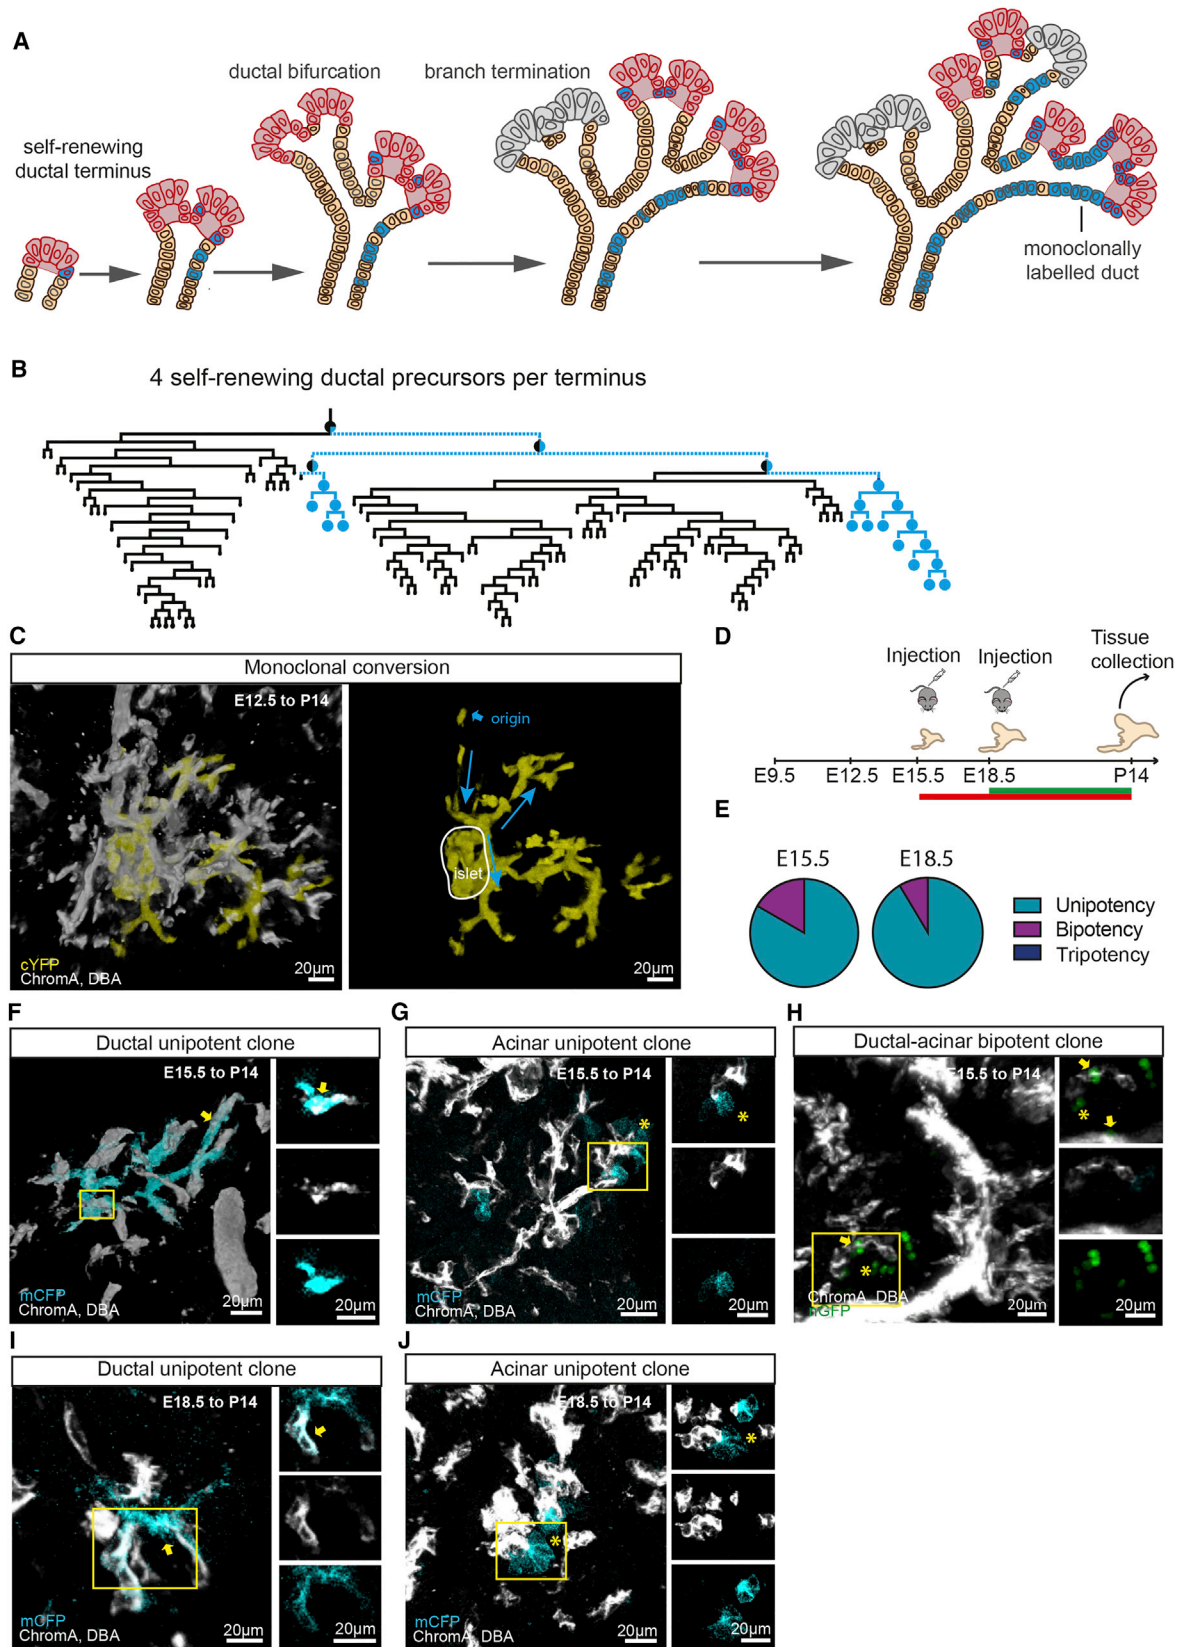 A
self-renewing
ductal terminus
ductal bifurcation
branch termination
monoclonally
labelled duct
B
4 self-renewing ductal precursors per terminus
C
Monoclonal conversion
E12.5 to P14
cYFP
ChromA, DBA
20µm
origin
islet
20µm
D
Injection
Injection
Tissue
collection
E9.5
E12.5
E15.5
E18.5
P14
E
E15.5
E18.5
Unipotency
Bipotency
Tripotency
F
Ductal unipotent clone
E15.5 to P14
mCFP
ChromA, DBA
20µm
20µm
G
Acinar unipotent clone
E15.5 to P14
*
*
mCFP
ChromA, DBA
20µm
20µm
H
Ductal-acinar bipotent clone
E15.5 to P14
*
*
ChromA, DBA
nGFP
20µm
20µm
I
Ductal unipotent clone
E18.5 to P14
mCFP
ChromA, DBA
20µm
20µm
J
Acinar unipotent clone
E18.5 to P14
*
*
mCFP
ChromA, DBA
20µm
20µm